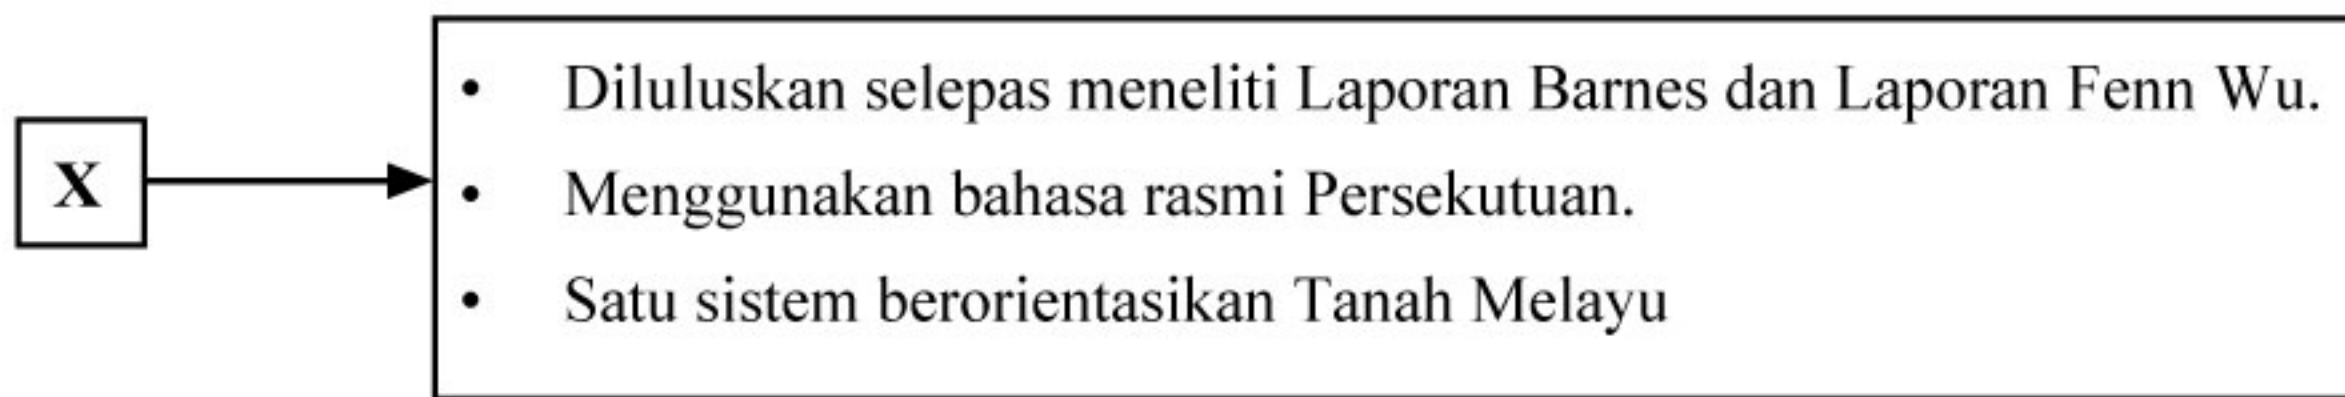 X
• Diluluskan selepas meneliti Laporan Barnes dan Laporan Fenn Wu.
• Menggunakan bahasa rasmi Persekutuan.
• Satu sistem berorientasikan Tanah Melayu